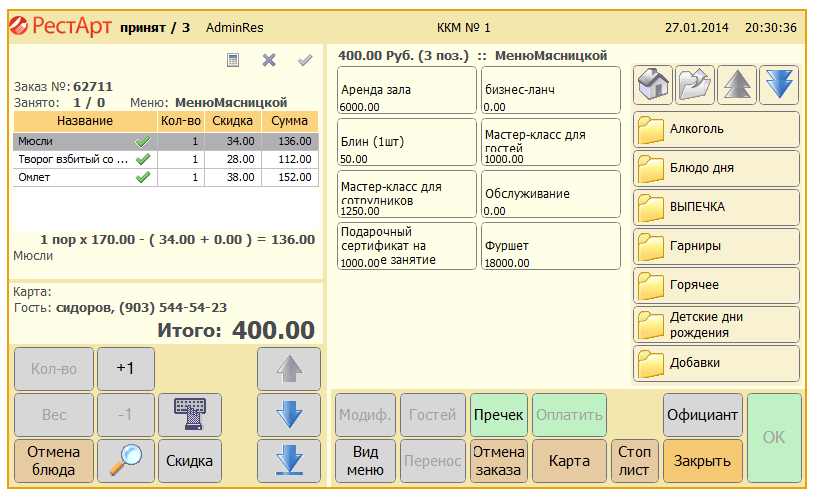 РестАрт принят / 3 AdminRes ККМ № 1 27.01.2014 20:30:36
Заказ №: 62711
Занято: 1 / 0 Меню: МенюМясницкой
Название Кол-во Скидка Сумма
Мюсли 1 34.00 136.00
Творог взбитый со ... 1 28.00 112.00
Омлет 1 38.00 152.00
1 пор x 170.00 - ( 34.00 + 0.00 ) = 136.00
Мюсли
Карта:
Гость: сидоров, (903) 544-54-23
Итого: 400.00
Кол-во +1
Вес -1
Отмена
блюда
Скидка
400.00 Руб. (3 поз.) :: МенюМясницкой
Аренда зала
6000.00
бизнес-ланч
0.00
Блин (1шт)
50.00
Мастер-класс для
гостей
1000.00
Мастер-класс для
сотрудников
1250.00
Обслуживание
0.00
Подарочный
сертификат на
1000.00е занятие
Фуршет
18000.00
Алкоголь
Блюдо дня
ВЫПЕЧКА
Гарниры
Горячее
Детские дни
рождения
Добавки
Модиф. Гостей Пречек Оплатить Официант
ОК
Вид
меню
Перенос
Отмена
заказа
Карта
Стоп
лист
Закрыть